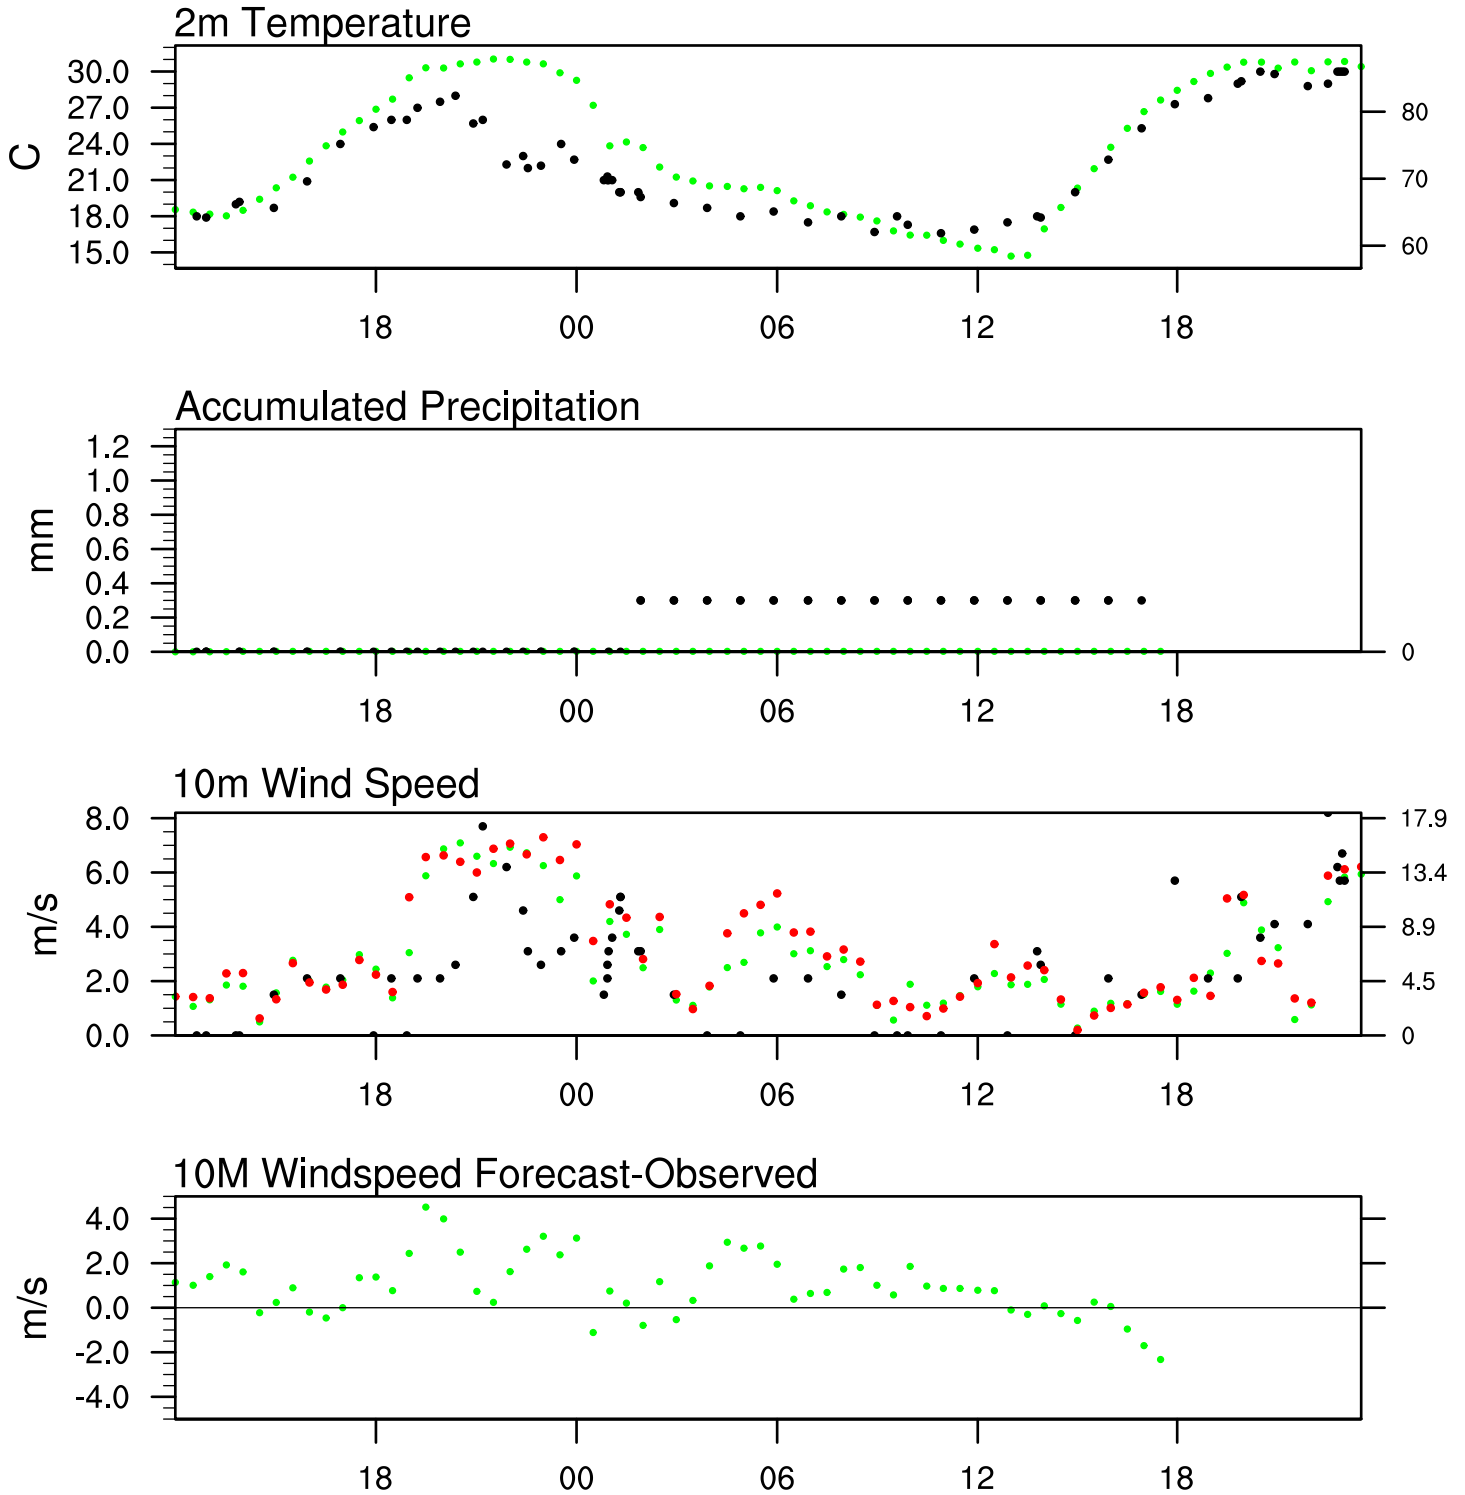 2m Temperature
C
30.0
27.0
24.0
21.0
18.0
15.0
80
70
60
18 00 06 12 18
Accumulated Precipitation
mm
1.2
1.0
0.8
0.6
0.4
0.2
0.0
0
18 00 06 12 18
10m Wind Speed
m/s
8.0
6.0
4.0
2.0
0.0
17.9
13.4
8.9
4.5
0
18 00 06 12 18
10M Windspeed Forecast-Observed
m/s
4.0
2.0
0.0
-2.0
-4.0
18 00 06 12 18